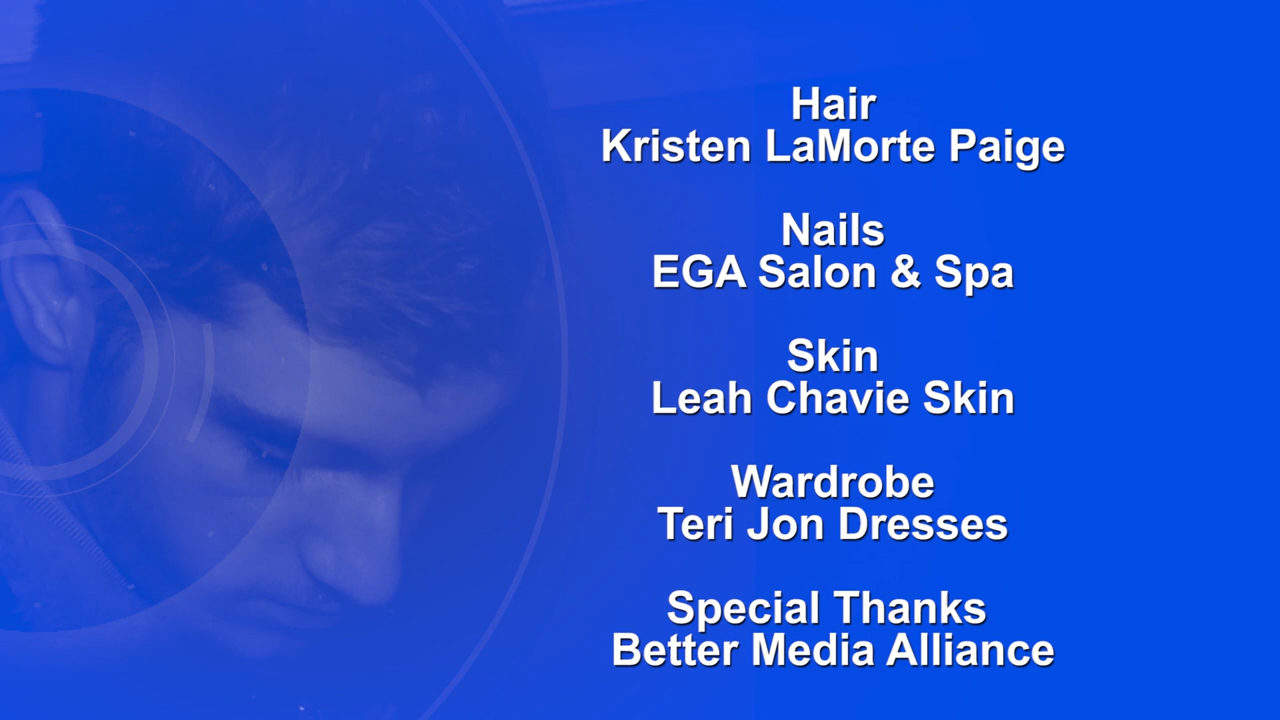 Hair
Kristen LaMorte Paige
Nails
EGA Salon & Spa
Skin
Leah Chavie Skin
Wardrobe
Teri Jon Dresses
Special Thanks
Better Media Alliance